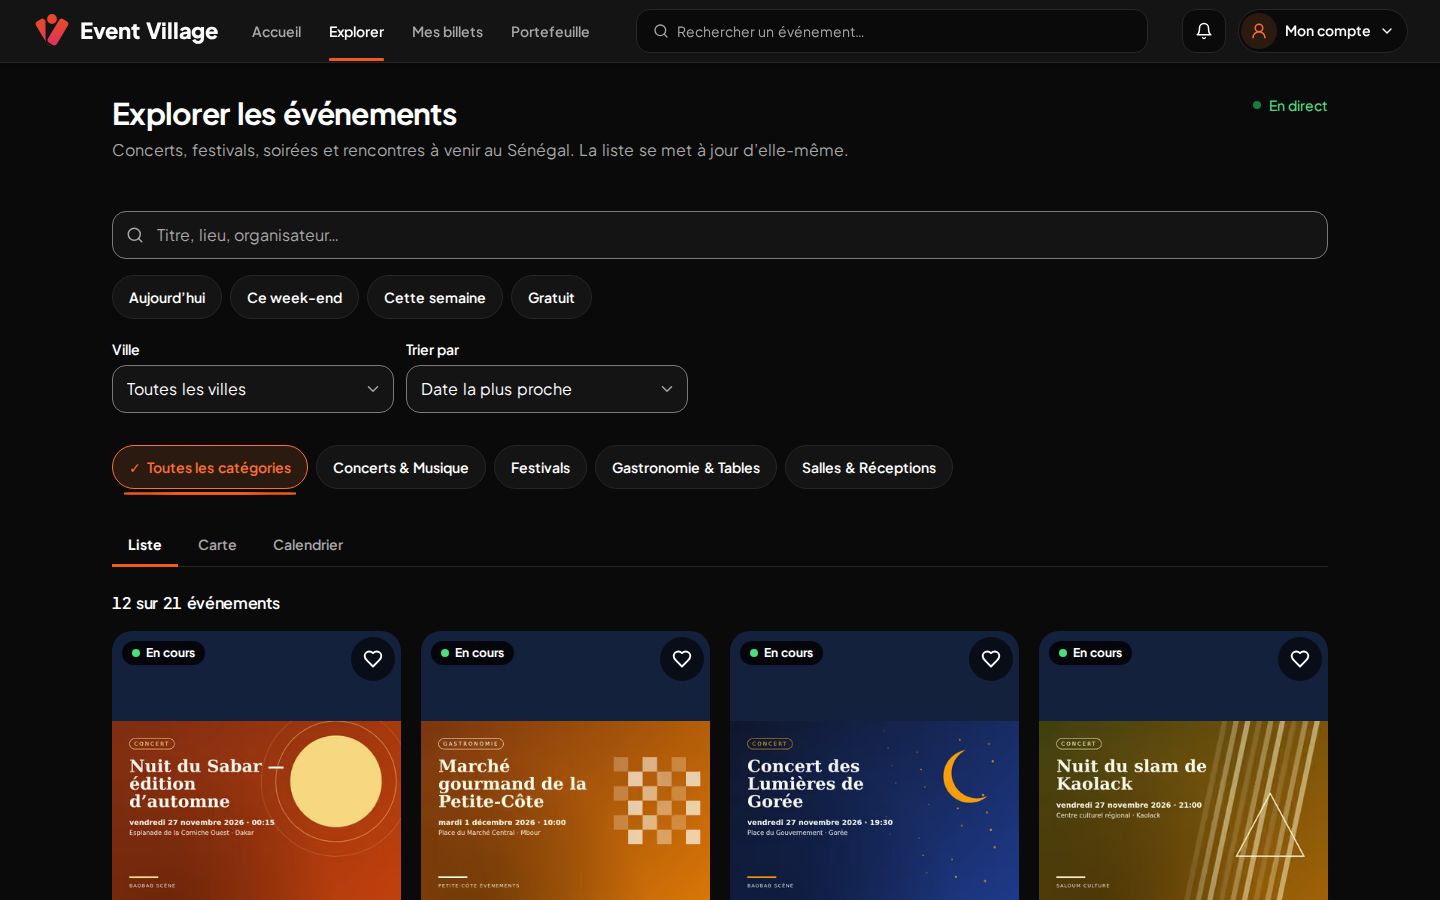 Event Village
Accueil
Explorer
Mes billets
Portefeuille
Rechercher un événement…
Mon compte
Explorer les événements
En direct
Concerts, festivals, soirées et rencontres à venir au Sénégal. La liste se met à jour d’elle-même.
Titre, lieu, organisateur…
Aujourd’hui
Ce week-end
Cette semaine
Gratuit
Ville
Trier par
Toutes les villes
Date la plus proche
✓ Toutes les catégories
Concerts & Musique
Festivals
Gastronomie & Tables
Salles & Réceptions
Liste
Carte
Calendrier
12 sur 21 événements
En cours
CONCERT
Nuit du Sabar —
édition
d’automne
vendredi 27 novembre 2026 · 00:15
Esplanade de la Corniche Ouest · Dakar
BAOBAB SCÈNE
En cours
GASTRONOMIE
Marché
gourmand de la
Petite-Côte
mardi 1 décembre 2026 · 10:00
Place du Marché Central · Mbour
PETITE-CÔTE ÉVÉNEMENTS
En cours
CONCERT
Concert des
Lumières de
Gorée
vendredi 27 novembre 2026 · 19:30
Place du Gouvernement · Gorée
BAOBAB SCÈNE
En cours
CONCERT
Nuit du slam de
Kaolack
vendredi 27 novembre 2026 · 21:00
Centre culturel régional · Kaolack
SALOUM CULTURE